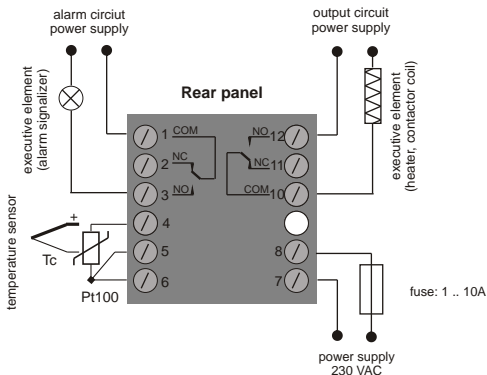 alarm circiut
power supply
output circuit
power supply
Rear panel
executive element
(alarm signalizer)
executive element
(heater, contactor coil)
1 COM
2 NC
3 NO
4
5
6
NO 12
NC 11
COM 10
8
7
temperature sensor
+
Tc
Pt100
fuse: 1 .. 10A
power supply
230 VAC